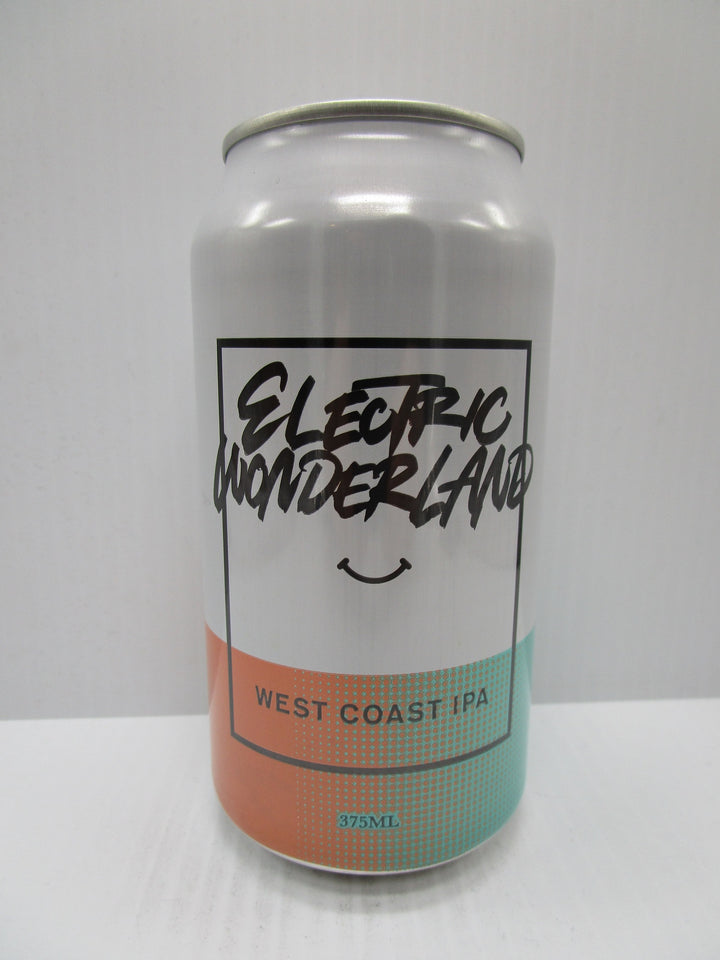 ELECTRIC
WONDERLAND
WEST COAST IPA
375ML